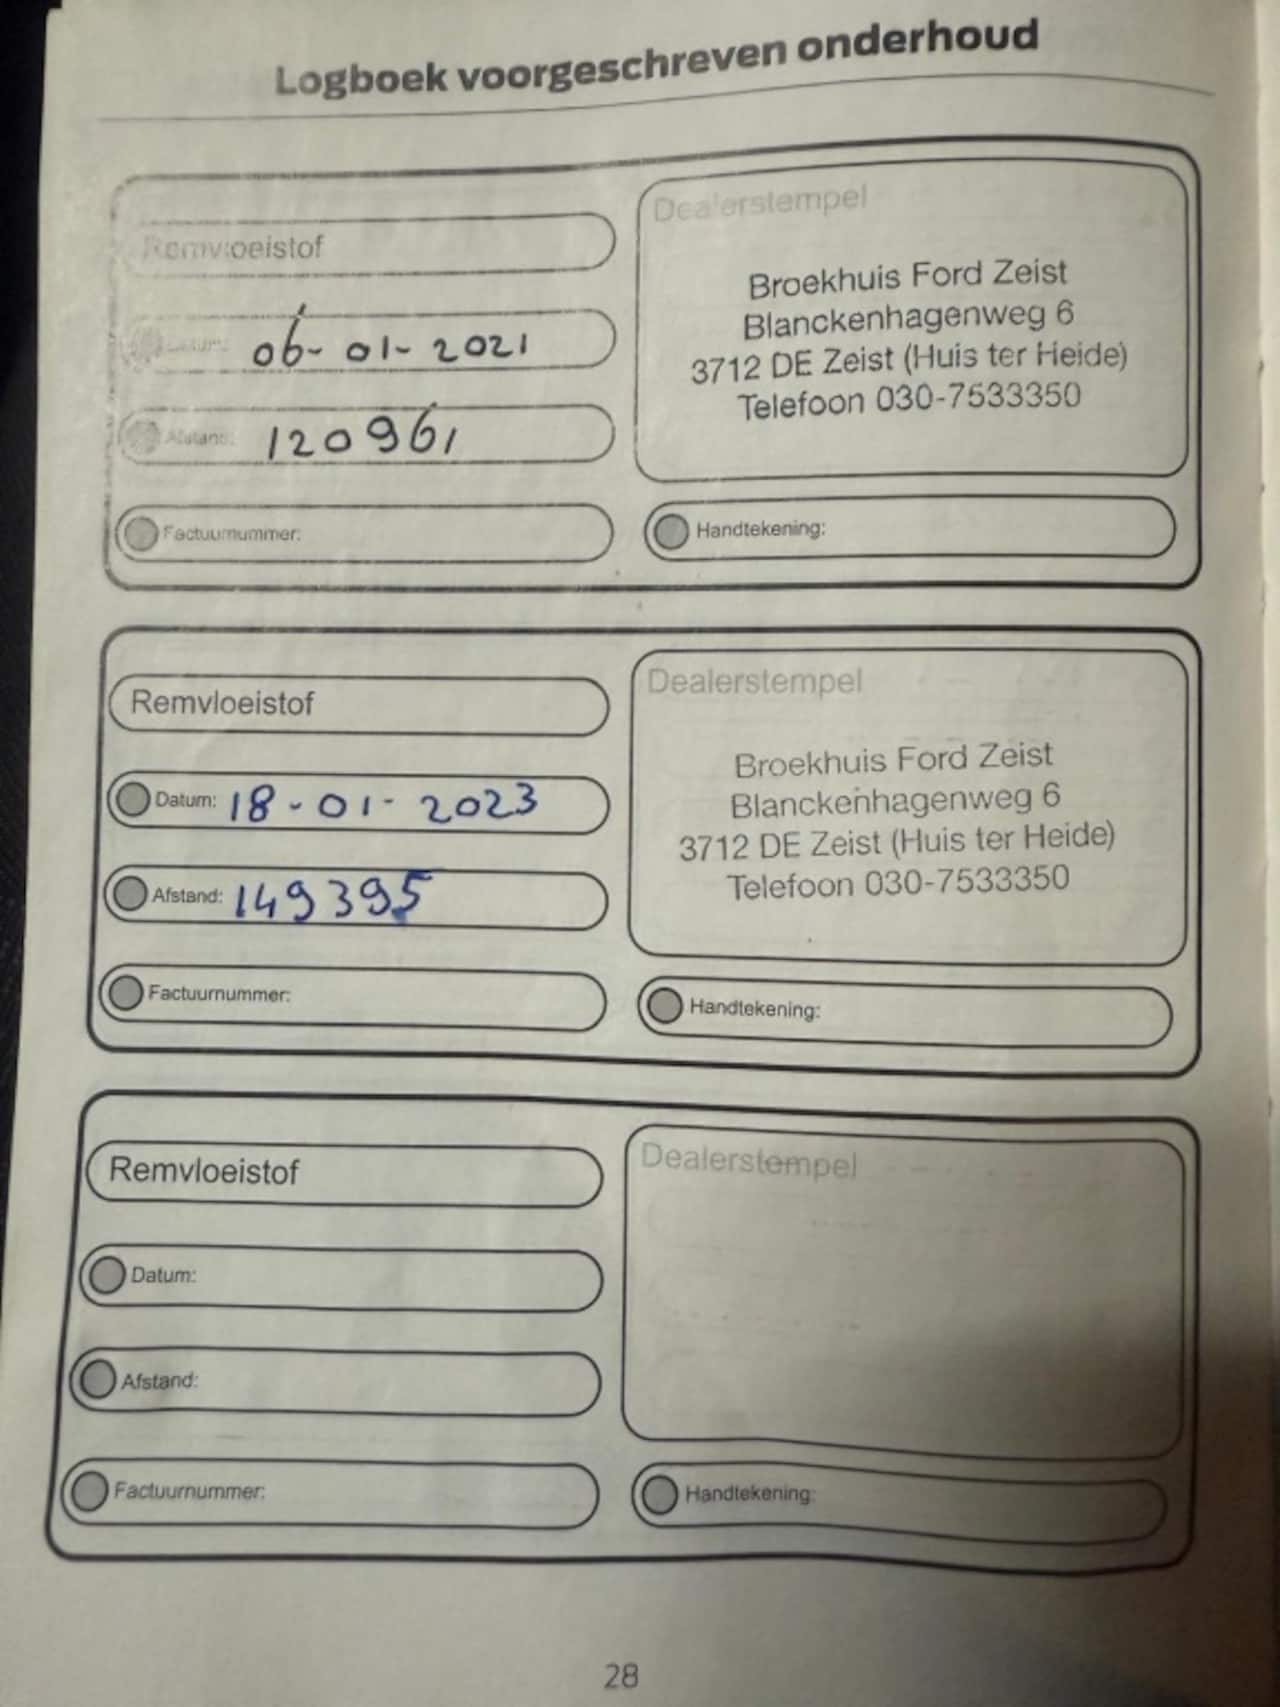 Logboek voorgeschreven onderhoud
Remvloeistof
Datum: 06-01-2021
Afstand: 120961
Factuurnummer:
Dealerstempel
Broekhuis Ford Zeist
Blanckenhagenweg 6
3712 DE Zeist (Huis ter Heide)
Telefoon 030-7533350
Handtekening:
Remvloeistof
Datum: 18-01-2023
Afstand: 149395
Factuurnummer:
Dealerstempel
Broekhuis Ford Zeist
Blanckenhagenweg 6
3712 DE Zeist (Huis ter Heide)
Telefoon 030-7533350
Handtekening:
Remvloeistof
Datum:
Afstand:
Factuurnummer:
Dealerstempel
Handtekening:
28